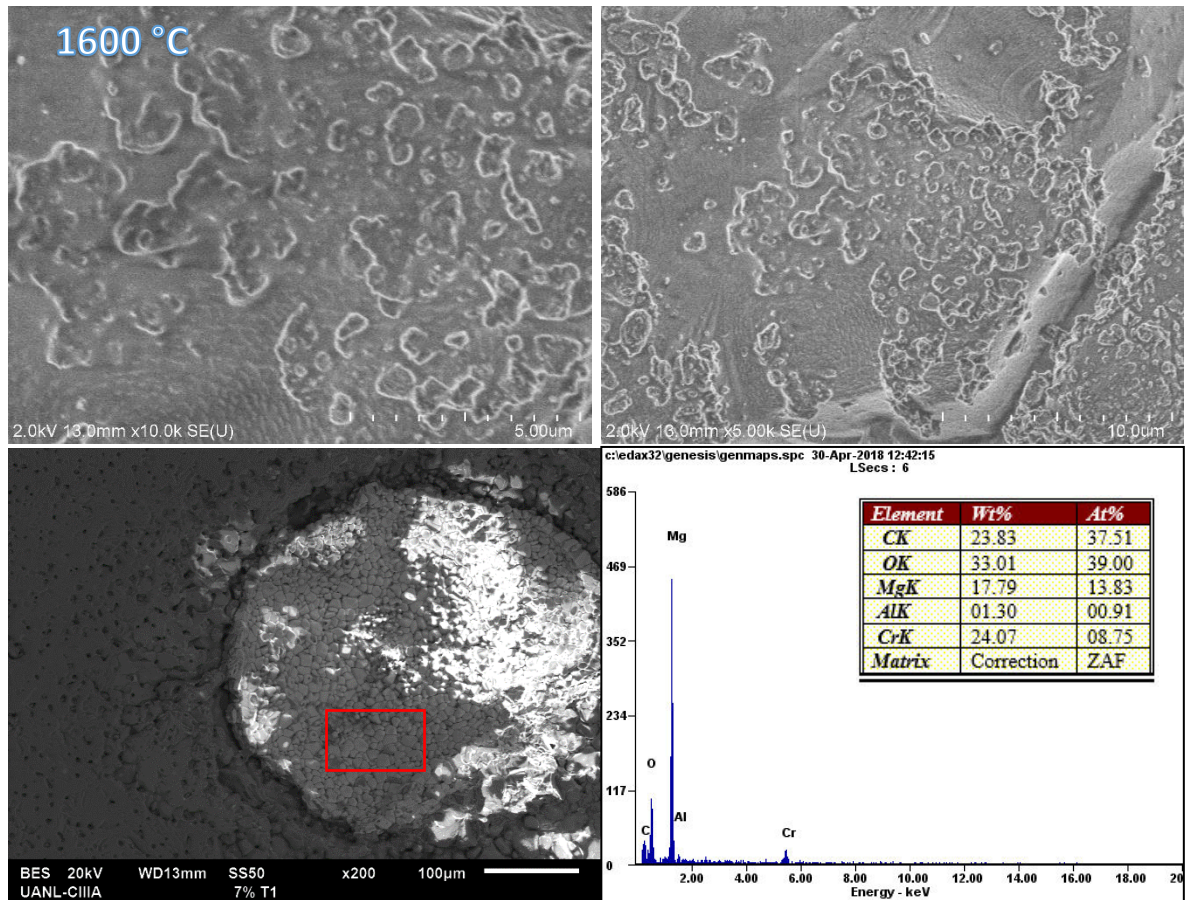 1600 °C
2.0kV 13.0mm x10.0k SE(U)
5.00um
2.0kV 13.0mm x5.00k SE(U)
10.0um
BES 20kV WD13mm SS50 x200 100µm
UANL-CIIIA 7% T1
c:\edax32\genesis\genmaps.spc 30-Apr-2018 12:42:15
LSecs : 6
586
469
352
234
117
0
C
O
Mg
Al
Cr
2.00 4.00 6.00 8.00 10.00 12.00 14.00 16.00 18.00 20
Energy - keV
Element Wt% At%
CK 23.83 37.51
OK 33.01 39.00
MgK 17.79 13.83
AlK 01.30 00.91
CrK 24.07 08.75
Matrix Correction ZAF